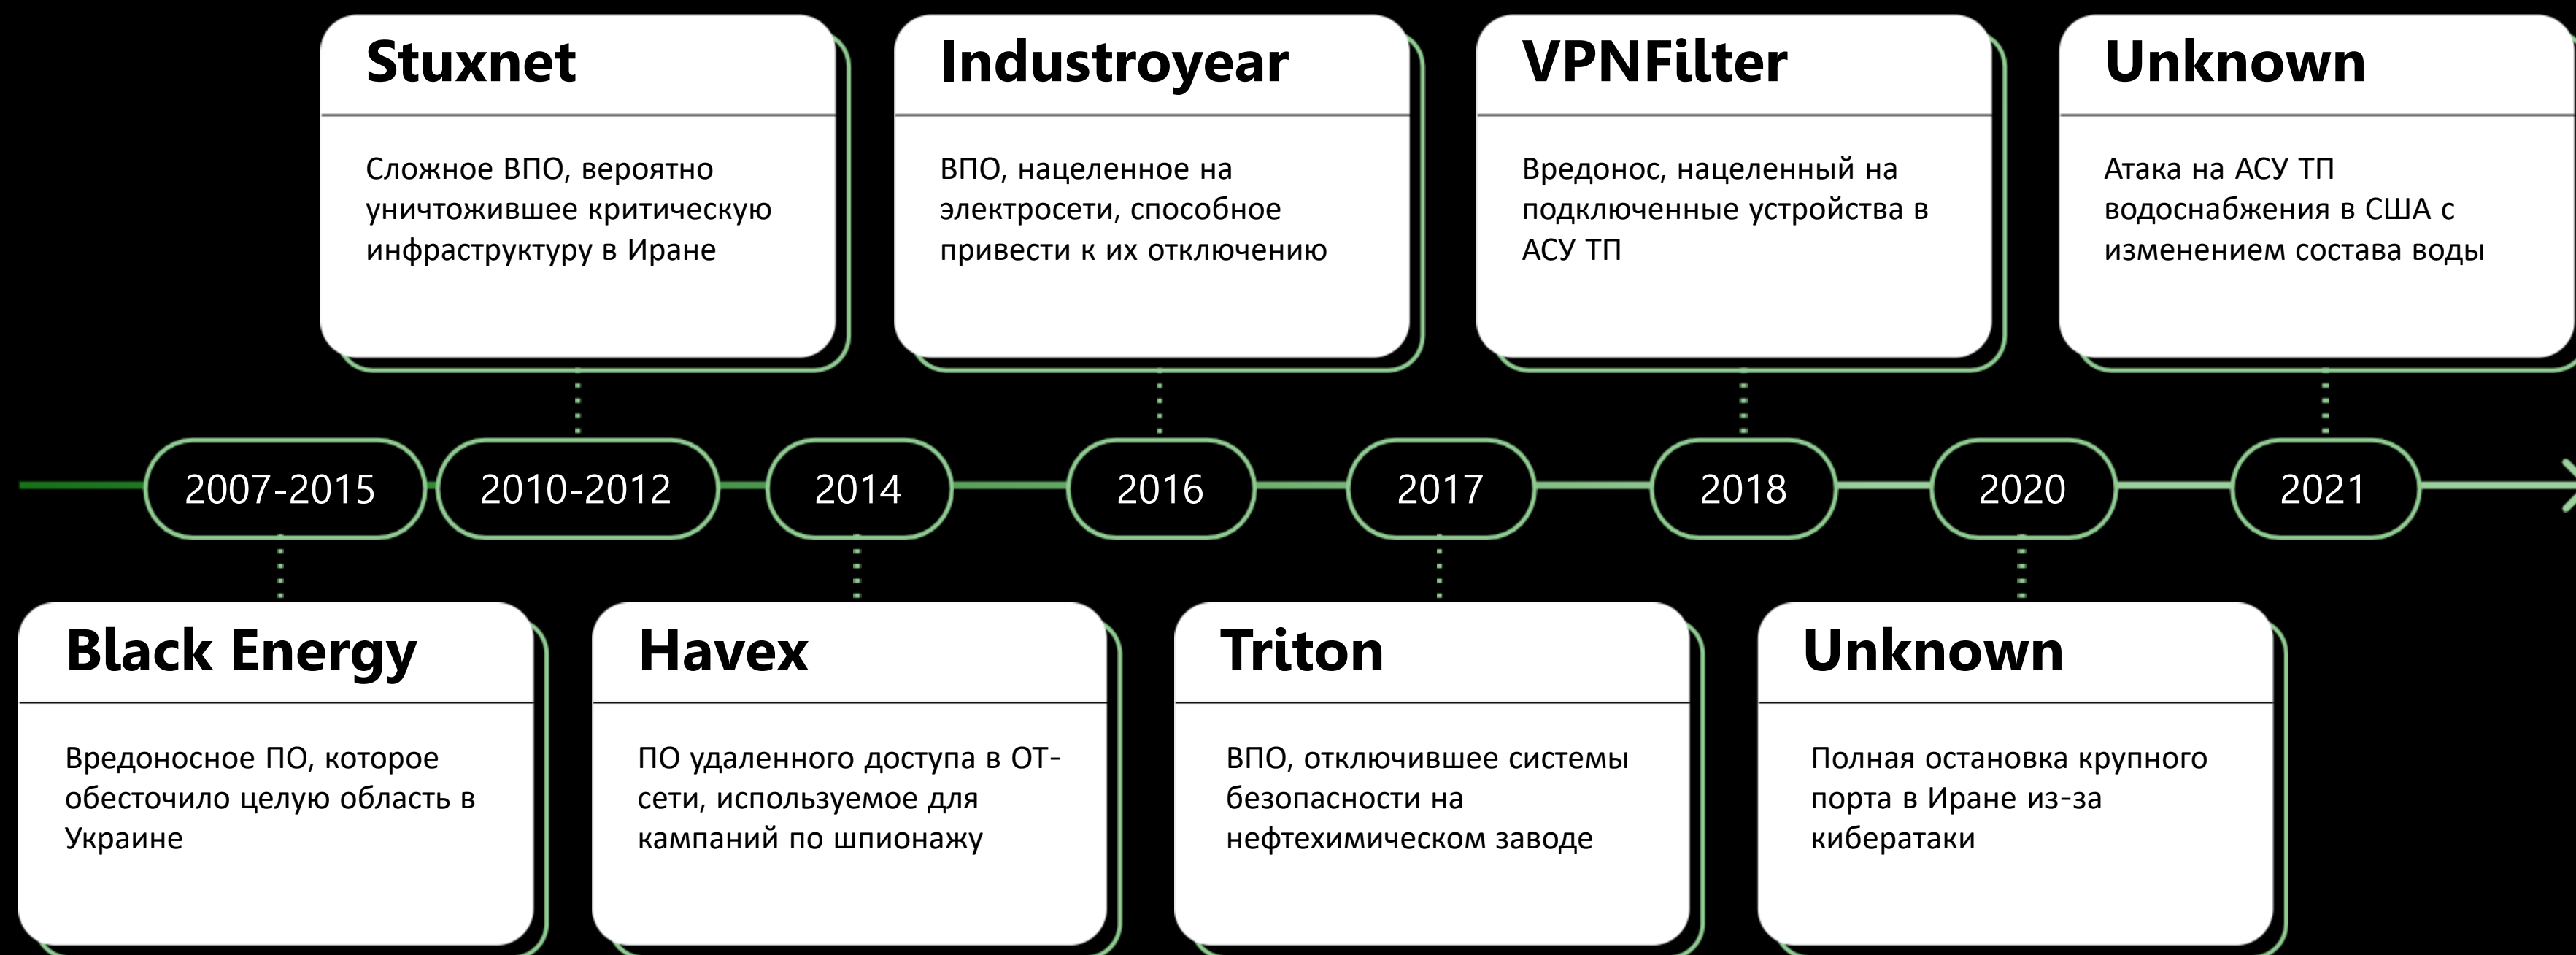 Stuxnet
Сложное ВПО, вероятно
уничтожившее критическую
инфраструктуру в Иране
Industroyear
ВПО, нацеленное на
электросети, способное
привести к их отключению
VPNFilter
Вредонос, нацеленный на
подключенные устройства в
АСУ ТП
Unknown
Атака на АСУ ТП
водоснабжения в США с
изменением состава воды
2007-2015
2010-2012
2014
2016
2017
2018
2020
2021
Black Energy
Вредоносное ПО, которое
обесточило целую область в
Украине
Havex
ПО удаленного доступа в ОТ-
сети, используемое для
кампаний по шпионажу
Triton
ВПО, отключившее системы
безопасности на
нефтехимическом заводе
Unknown
Полная остановка крупного
порта в Иране из-за
кибератаки